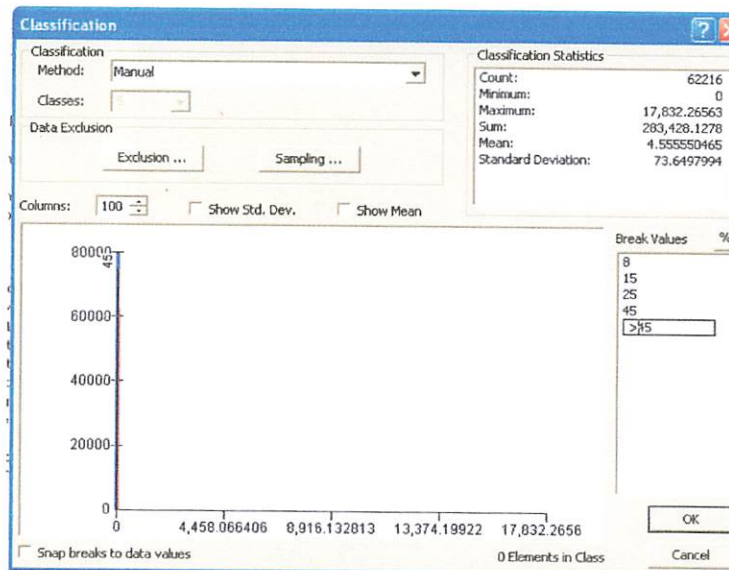 Classification
Classification
Method: Manual
Classes: 5
Data Exclusion
Exclusion ...
Sampling ...
Classification Statistics
Count: 62216
Minimum: 0
Maximum: 17,832.26563
Sum: 283,428.1278
Mean: 4.555550465
Standard Deviation: 73.6497994
Columns: 100
Show Std. Dev.
Show Mean
Break Values %
8
15
25
45
>45
45
80000
60000
40000
20000
0
0 4,458.066406 8,916.132813 13,374.19922 17,832.2656
OK
Snap breaks to data values
0 Elements in Class
Cancel